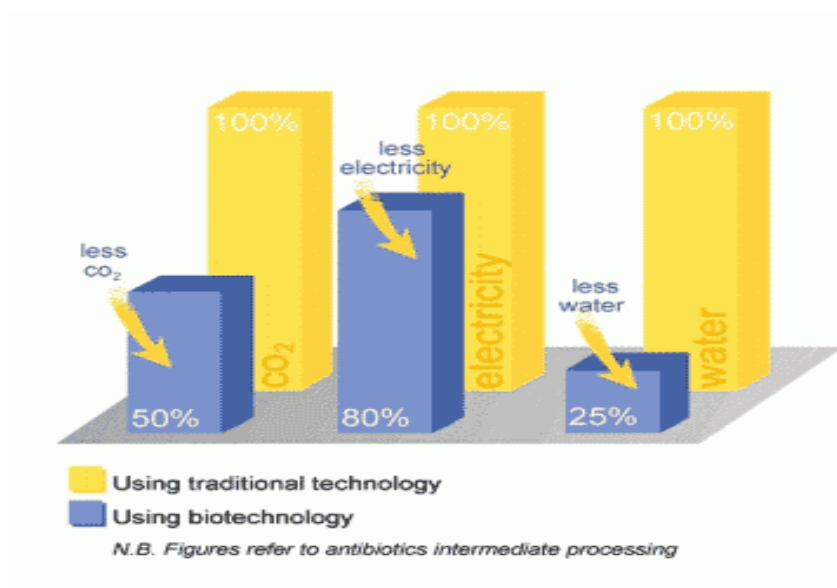 100%
100%
100%
less
electricity
less
co₂
less
water
CO₂
electricity
water
50%
80%
25%
Using traditional technology
Using biotechnology
N.B. Figures refer to antibiotics intermediate processing